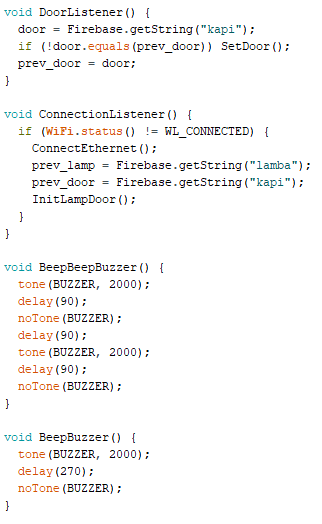 void DoorListener() {
  door = Firebase.getString("kapi");
  if (!door.equals(prev_door)) SetDoor();
  prev_door = door;
}

void ConnectionListener() {
  if (WiFi.status() != WL_CONNECTED) {
    ConnectEthernet();
    prev_lamp = Firebase.getString("lamba");
    prev_door = Firebase.getString("kapi");
    InitLampDoor();
  }
}

void BeepBeepBuzzer() {
  tone(BUZZER, 2000);
  delay(90);
  noTone(BUZZER);
  delay(90);
  tone(BUZZER, 2000);
  delay(90);
  noTone(BUZZER);
}

void BeepBuzzer() {
  tone(BUZZER, 2000);
  delay(270);
  noTone(BUZZER);
}